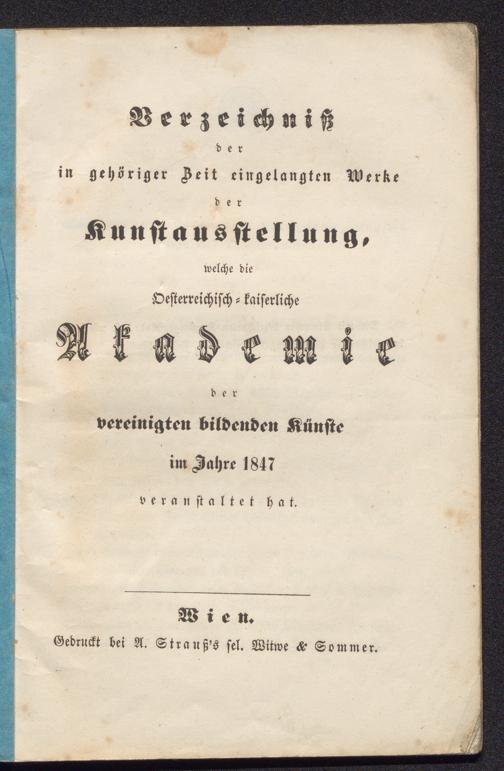 Verzeichniß
der
in gehöriger Zeit eingelangten Werke
der
Kunstausstellung,
welche die
Oesterreichisch-kaiserliche
Akademie
der
vereinigten bildenden Künste
im Jahre 1847
veranstaltet hat.
Wien.
Gedruckt bei A. Strauß's sel. Witwe & Sommer.